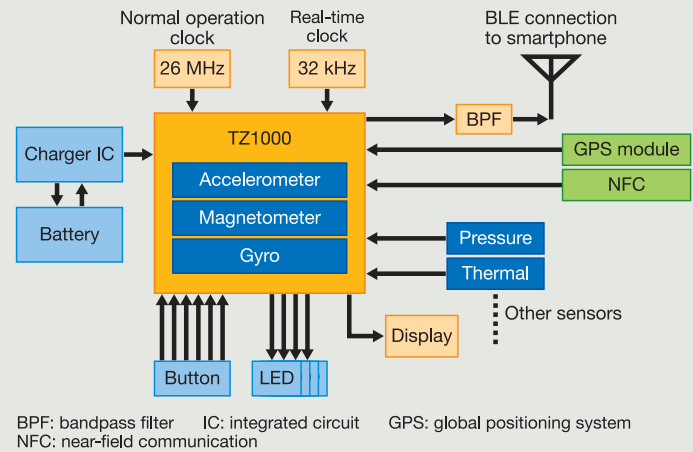 Normal operation
clock
Real-time
clock
BLE connection
to smartphone
26 MHz
32 kHz
BPF
TZ1000
Charger IC
GPS module
Accelerometer
NFC
Magnetometer
Battery
Pressure
Gyro
Thermal
Other sensors
Display
Button
LED
BPF: bandpass filter IC: integrated circuit GPS: global positioning system
NFC: near-field communication